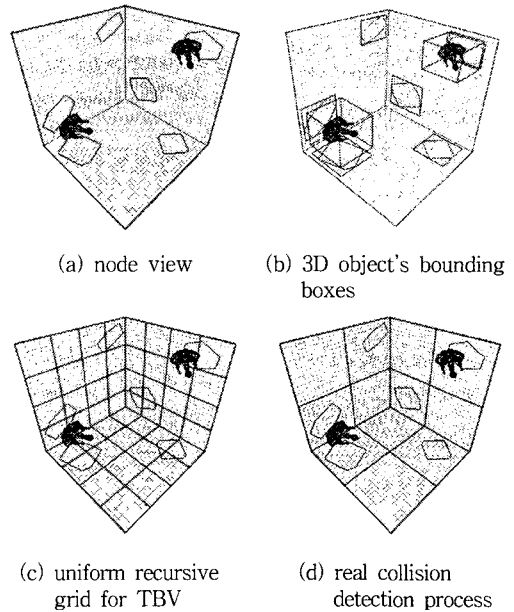 (a) node view
(b) 3D object's bounding
boxes
(c) uniform recursive
grid for TBV
(d) real collision
detection process